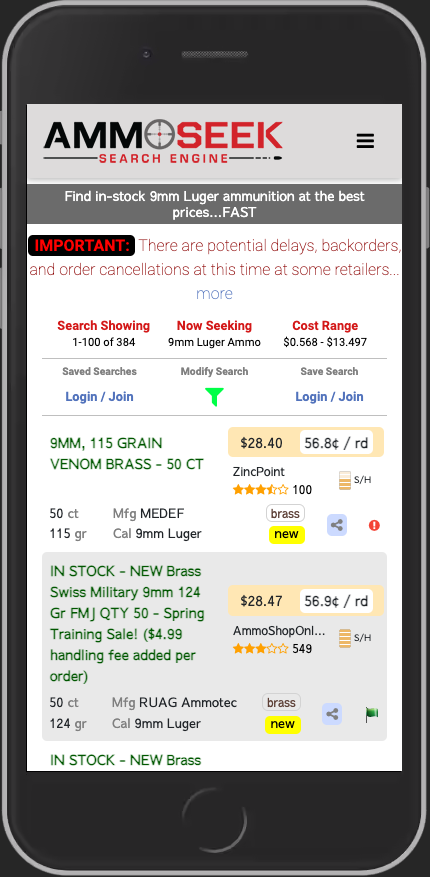 AMMOSEEK
SEARCH ENGINE
Find in-stock 9mm Luger ammunition at the best
prices...FAST
IMPORTANT: There are potential delays, backorders,
and order cancellations at this time at some retailers...
more
Search Showing Now Seeking Cost Range
1-100 of 384 9mm Luger Ammo $0.568 - $13.497
Saved Searches Modify Search Save Search
Login / Join Login / Join
9MM, 115 GRAIN
VENOM BRASS - 50 CT
$28.40 56.8¢ / rd
ZincPoint
100 S/H
50 ct Mfg MEDEF brass
115 gr Cal 9mm Luger new
IN STOCK - NEW Brass
Swiss Military 9mm 124
Gr FMJ QTY 50 - Spring
Training Sale! ($4.99
handling fee added per
order)
$28.47 56.9¢ / rd
AmmoShopOnl...
549 S/H
50 ct Mfg RUAG Ammotec brass
124 gr Cal 9mm Luger new
IN STOCK - NEW Brass